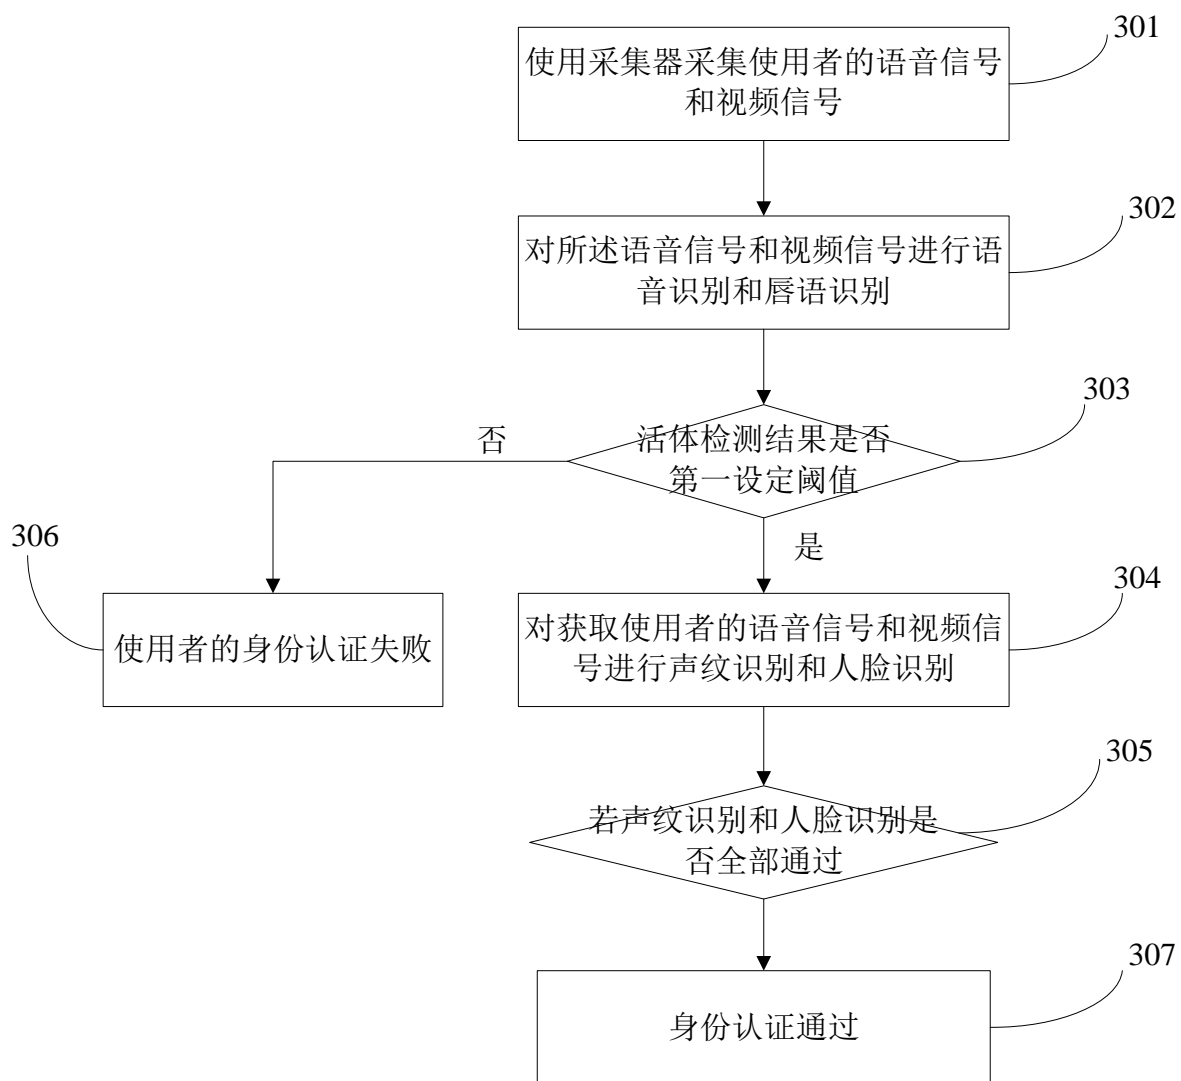 301
使用采集器采集使用者的语音信号
和视频信号
302
对所述语音信号和视频信号进行语
音识别和唇语识别
303
否
活体检测结果是否
第一设定阈值
306
是
304
使用者的身份认证失败
对获取使用者的语音信号和视频信
号进行声纹识别和人脸识别
305
若声纹识别和人脸识别是
否全部通过
307
身份认证通过